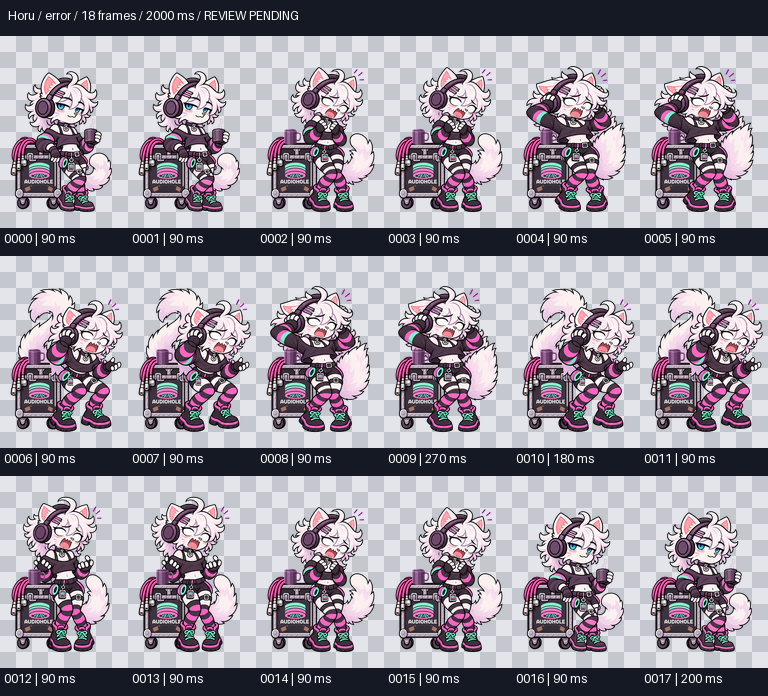 Horu / error / 18 frames / 2000 ms / REVIEW PENDING
AUDIOHOLE AUDIOHOLE AUDIOHOLE AUDIOHOLE AUDIOHOLE AUDIOHOLE
0000 | 90 ms 0001 | 90 ms 0002 | 90 ms 0003 | 90 ms 0004 | 90 ms 0005 | 90 ms
AUDIOHOLE AUDIOHOLE AUDIOHOLE AUDIOHOLE AUDIOHOLE AUDIOHOLE
0006 | 90 ms 0007 | 90 ms 0008 | 90 ms 0009 | 270 ms 0010 | 180 ms 0011 | 90 ms
AUDIOHOLE AUDIOHOLE AUDIOHOLE AUDIOHOLE AUDIOHOLE AUDIOHOLE
0012 | 90 ms 0013 | 90 ms 0014 | 90 ms 0015 | 90 ms 0016 | 90 ms 0017 | 200 ms